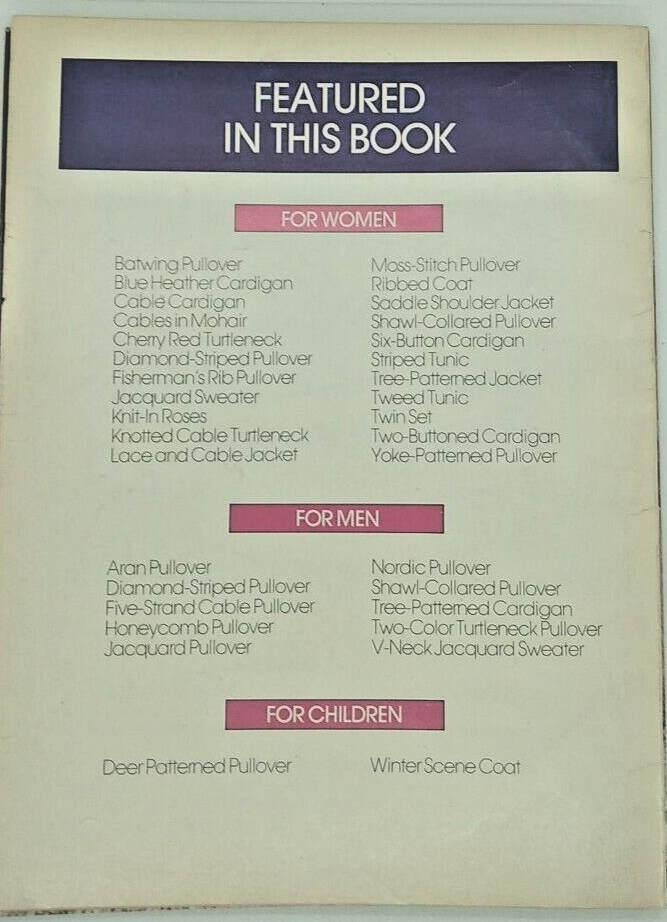 FEATURED
IN THIS BOOK
FOR WOMEN
Batwing Pullover
Blue Heather Cardigan
Cable Cardigan
Cables in Mohair
Cherry Red Turtleneck
Diamond-Striped Pullover
Fisherman's Rib Pullover
Jacquard Sweater
Knit-In Roses
Knotted Cable Turtleneck
Lace and Cable Jacket
Moss-Stitch Pullover
Ribbed Coat
Saddle Shoulder Jacket
Shawl-Collared Pullover
Six-Button Cardigan
Striped Tunic
Tree-Patterned Jacket
Tweed Tunic
Twin Set
Two-Buttoned Cardigan
Yoke-Patterned Pullover
FOR MEN
Aran Pullover
Diamond-Striped Pullover
Five-Strand Cable Pullover
Honeycomb Pullover
Jacquard Pullover
Nordic Pullover
Shawl-Collared Pullover
Tree-Patterned Cardigan
Two-Color Turtleneck Pullover
V-Neck Jacquard Sweater
FOR CHILDREN
Deer Patterned Pullover
Winter Scene Coat